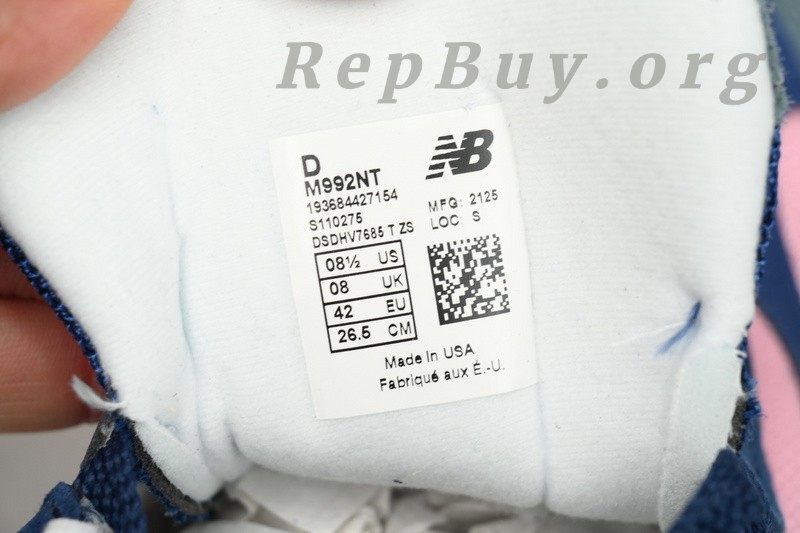 RepBuy.org
D
M992NT
193684427154
S110275
DSDHV7685 T ZS
NB
MFG: 2125
LOC: S
08½ US
08 UK
42 EU
26.5 CM
Made in USA
Fabriqué aux É.-U.